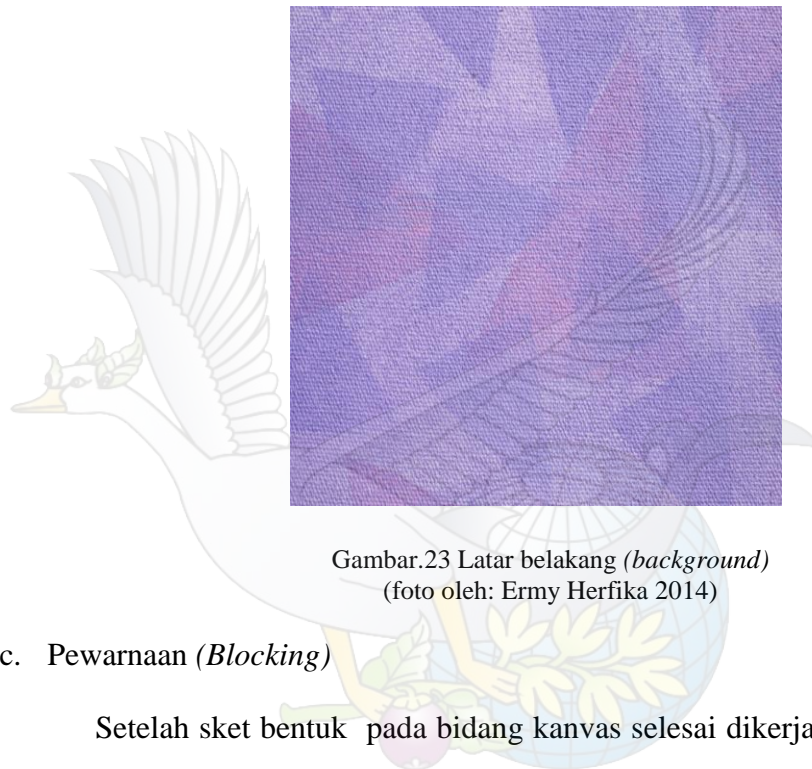 Gambar.23 Latar belakang (background)
(foto oleh: Ermy Herfika 2014)
c. Pewarnaan (Blocking)
Setelah sket bentuk pada bidang kanvas selesai dikerja